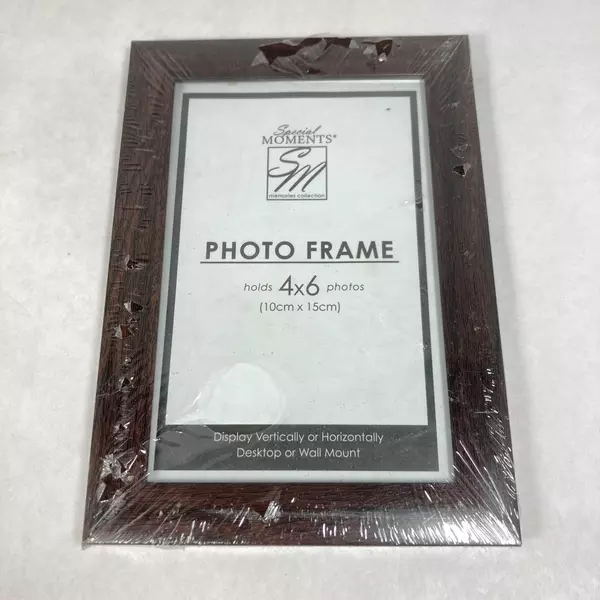 Special
MOMENTS®
SM
memories collection
PHOTO FRAME
holds 4x6 photos
(10cm x 15cm)
Display Vertically or Horizontally
Desktop or Wall Mount